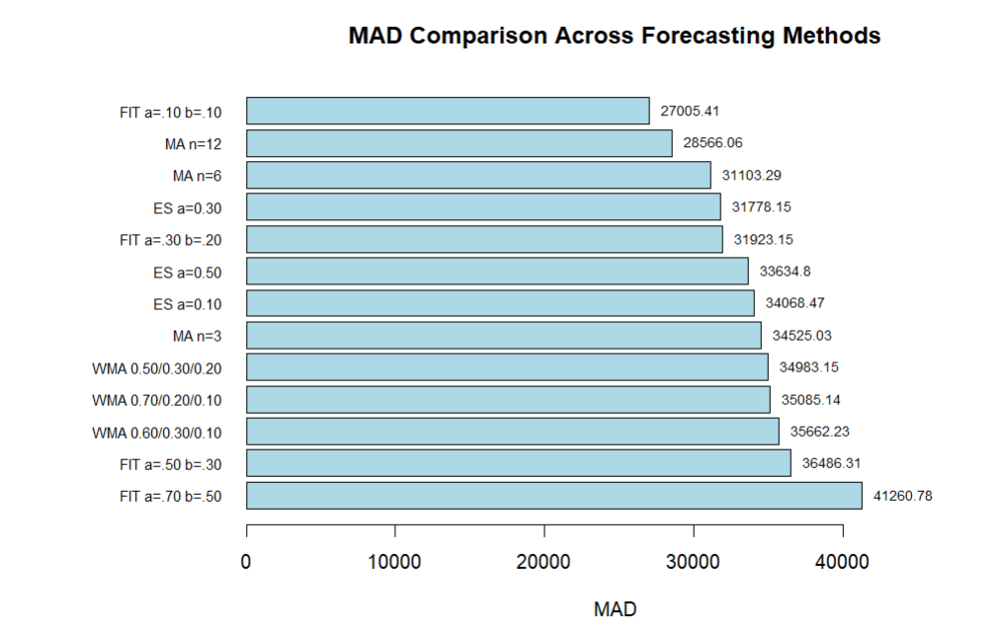 MAD Comparison Across Forecasting Methods
FIT a=.10 b=.10 27005.41
MA n=12 28566.06
MA n=6 31103.29
ES a=0.30 31778.15
FIT a=.30 b=.20 31923.15
ES a=0.50 33634.8
ES a=0.10 34068.47
MA n=3 34525.03
WMA 0.50/0.30/0.20 34983.15
WMA 0.70/0.20/0.10 35085.14
WMA 0.60/0.30/0.10 35662.23
FIT a=.50 b=.30 36486.31
FIT a=.70 b=.50 41260.78
0 10000 20000 30000 40000
MAD